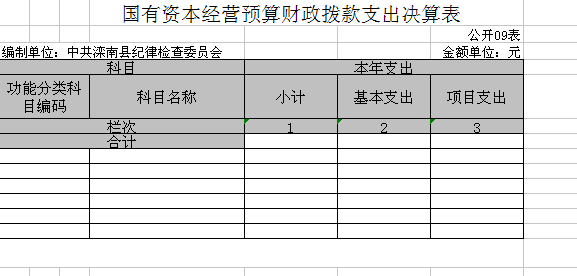 国有资本经营预算财政拨款支出决算表
公开09表
编制单位：中共滦南县纪律检查委员会 金额单位：元
科目 本年支出
功能分类科
目编码 科目名称 小计 基本支出 项目支出
栏次 1 2 3
合计